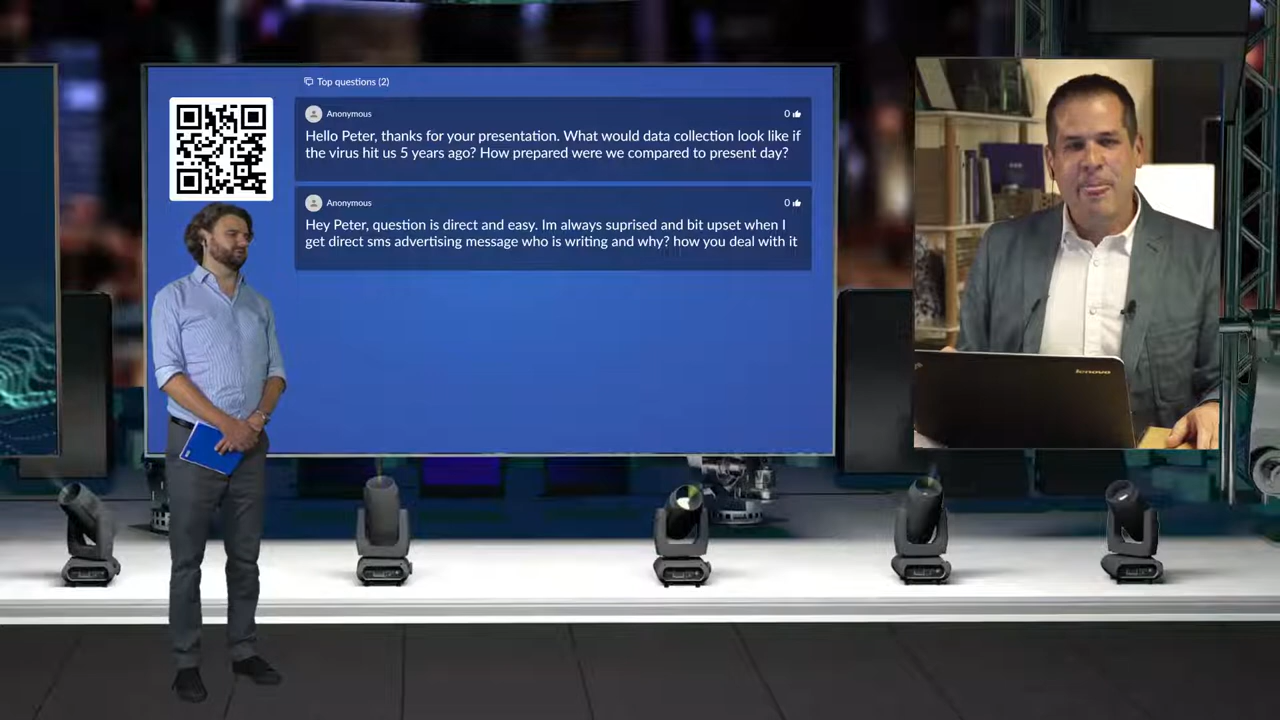 Top questions (2)
Anonymous
0
Hello Peter, thanks for your presentation. What would data collection look like if
the virus hit us 5 years ago? How prepared were we compared to present day?
Anonymous
0
Hey Peter, question is direct and easy. Im always suprised and bit upset when I
get direct sms advertising message who is writing and why? how you deal with it
lenovo